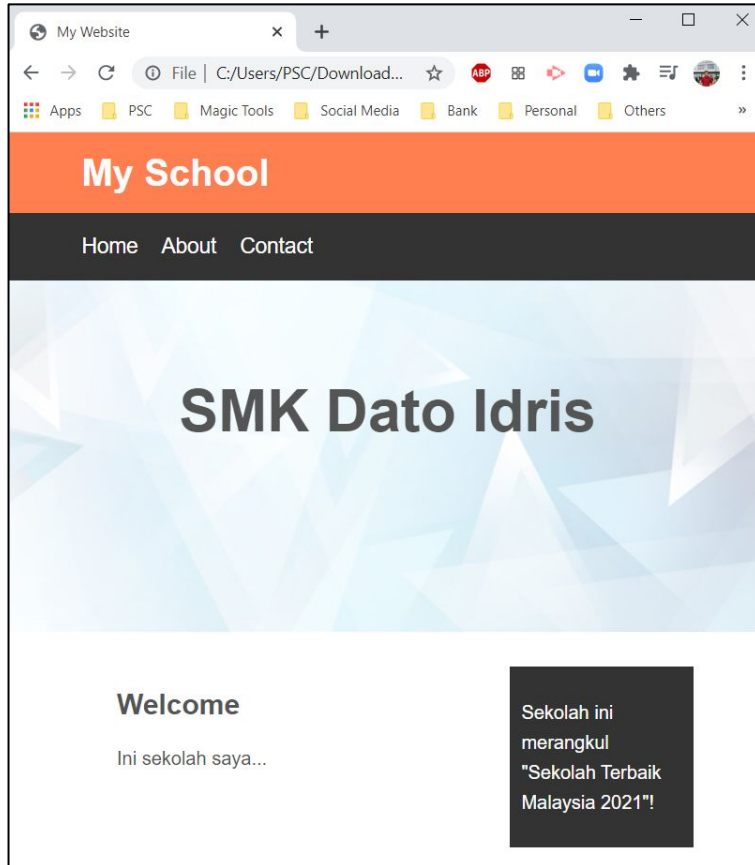 My Website
File | C:/Users/PSC/Download...
ABP
Apps PSC Magic Tools Social Media Bank Personal Others »
My School
Home About Contact
SMK Dato Idris
Welcome
Ini sekolah saya...
Sekolah ini
merangkul
"Sekolah Terbaik
Malaysia 2021"!